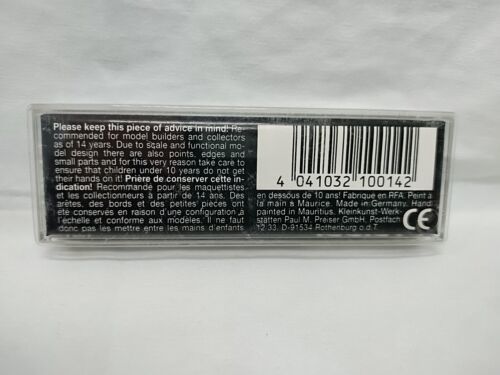 Please keep this piece of advice in mind! Re-
commended for model builders and collectors
as of 14 years. Due to scale and functional mo-
del design there are also points, edges and
small parts and for this very reason take care to
ensure that children under 10 years do not get
their hands on it! Prière de conserver cette in-
dication! Recommandé pour les maquettistes
et les collectionneurs à partir de 14 ans. Des
arêtes, des bords et des petites pièces ont
été conservés en raison d'une configuration à
l'échelle et conforme aux modèles. Il ne faut
donc pas les mettre entre les mains d'enfants
4 041032 100142
en dessous de 10 ans! Fabriqué en RFA. Peint à
la main à Maurice. Made in Germany. Hand
painted in Mauritius. Kleinkunst-Werk-
stätten Paul M. Preiser GmbH. Postfach
12 33. D-91534 Rothenburg o.d.T.
CE